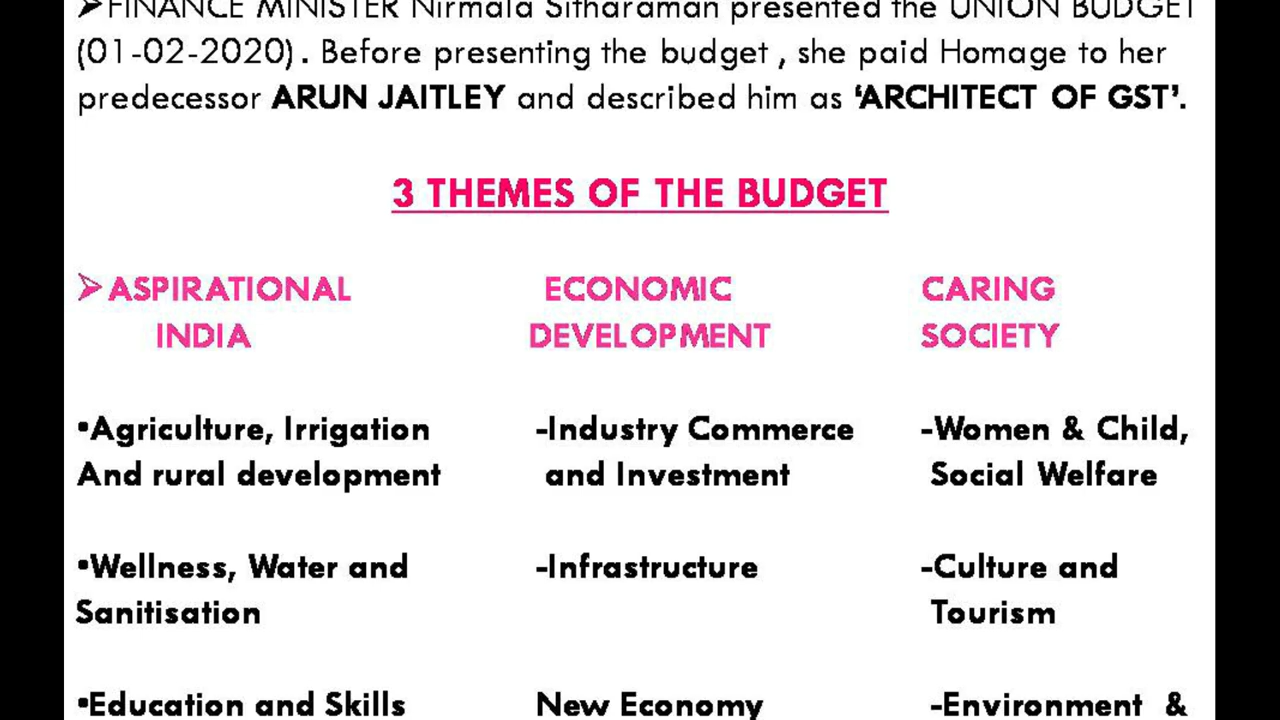 ➢FINANCE MINISTER Nirmala Sitharaman presented the UNION BUDGET
(01-02-2020). Before presenting the budget , she paid Homage to her
predecessor ARUN JAITLEY and described him as ‘ARCHITECT OF GST’.
3 THEMES OF THE BUDGET
➢ASPIRATIONAL ECONOMIC CARING
INDIA DEVELOPMENT SOCIETY
•Agriculture, Irrigation -Industry Commerce -Women & Child,
And rural development and Investment Social Welfare
•Wellness, Water and -Infrastructure -Culture and
Sanitisation Tourism
•Education and Skills New Economy -Environment &